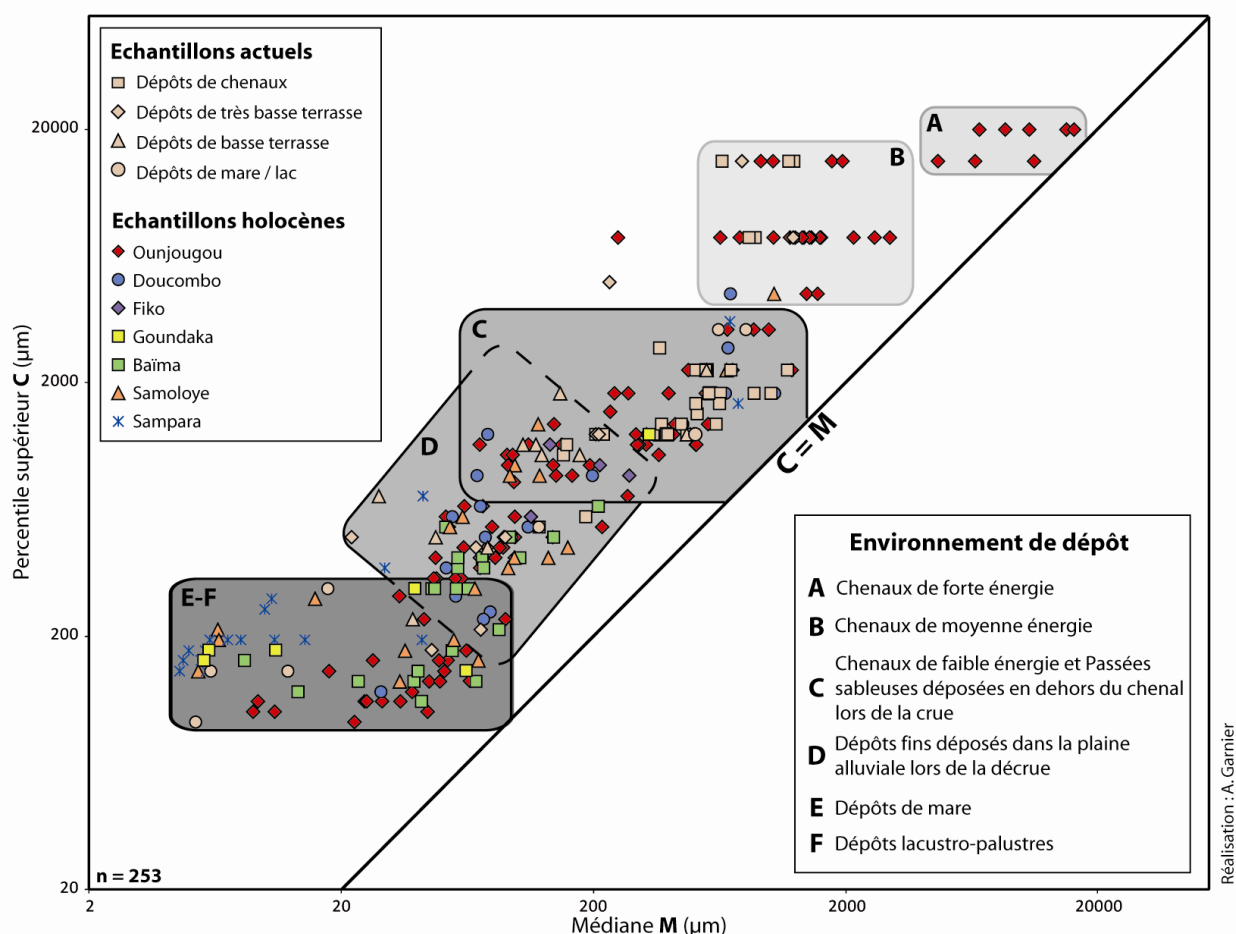 Echantillons actuels
Dépôts de chenaux
Dépôts de très basse terrasse
Dépôts de basse terrasse
Dépôts de mare / lac
Echantillons holocènes
Ounjougou
Doucombo
Fiko
Goundaka
Baïma
Samoloye
Sampara
A
B
C
D
E-F
C = M
Environnement de dépôt
A Chenaux de forte énergie
B Chenaux de moyenne énergie
Chenaux de faible énergie et Passées
C sableuses déposées en dehors du chenal
lors de la crue
D Dépôts fins déposés dans la plaine
alluviale lors de la décrue
E Dépôts de mare
F Dépôts lacustro-palustres
n = 253
Percentile supérieur C (µm)
20000
2000
200
20
2
20
200
2000
20000
Médiane M (µm)
Réalisation : A. Garnier